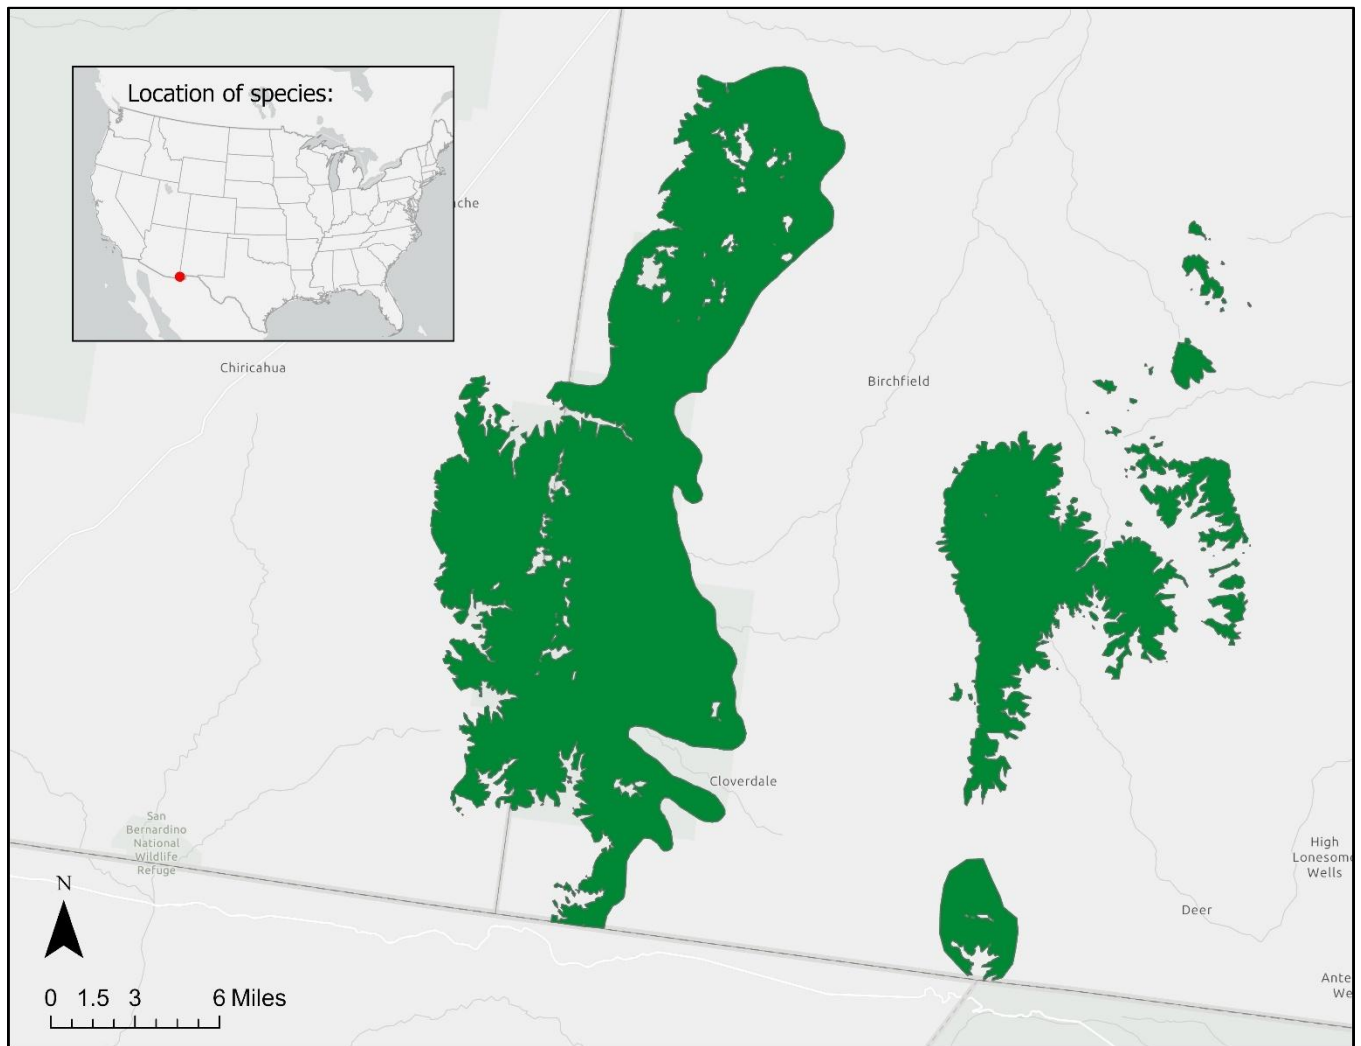 Location of species:
ache
Chiricahua
Birchfield
Cloverdale
San
Bernardino
National
Wildlife
Refuge
High
Lonesome
Wells
N
Deer
Ante
We
0 1.5 3 6 Miles